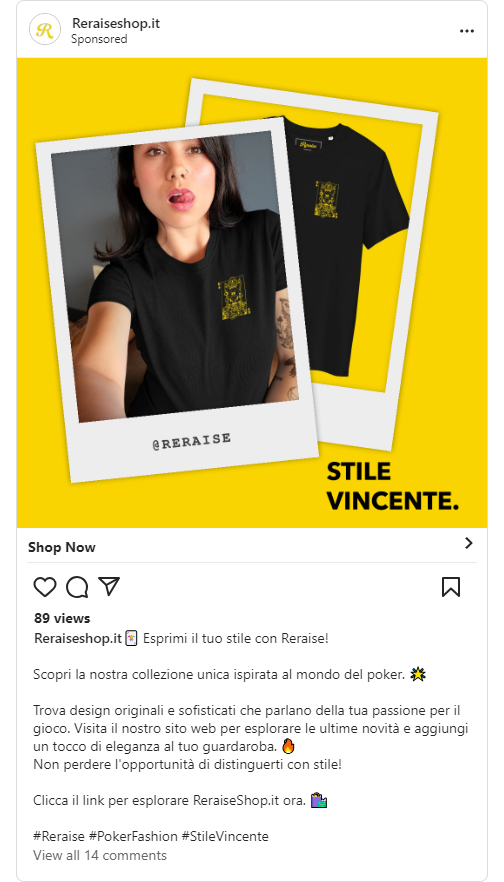 Reraiseshop.it
Sponsored
Reraise
@RERAISE
STILE
VINCENTE.
Shop Now
89 views
Reraiseshop.it🃏 Esprimi il tuo stile con Reraise!
Scopri la nostra collezione unica ispirata al mondo del poker. 🌟
Trova design originali e sofisticati che parlano della tua passione per il
gioco. Visita il nostro sito web per esplorare le ultime novità e aggiungi
un tocco di eleganza al tuo guardaroba. 🔥
Non perdere l'opportunità di distinguerti con stile!
Clicca il link per esplorare ReraiseShop.it ora. 🛍️
#Reraise #PokerFashion #StileVincente
View all 14 comments